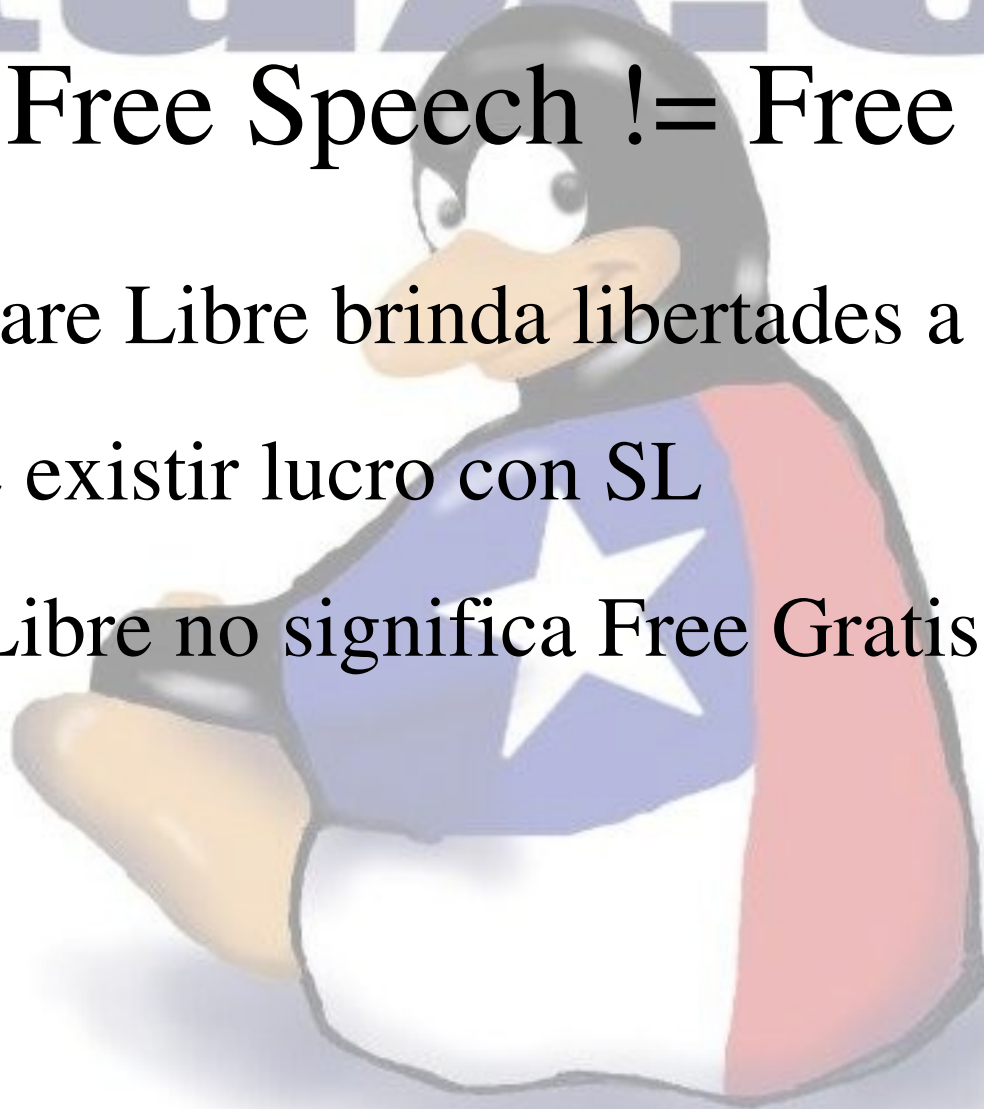 Free Speech != Free
are Libre brinda libertades a
existir lucro con SL
Libre no significa Free Gratis